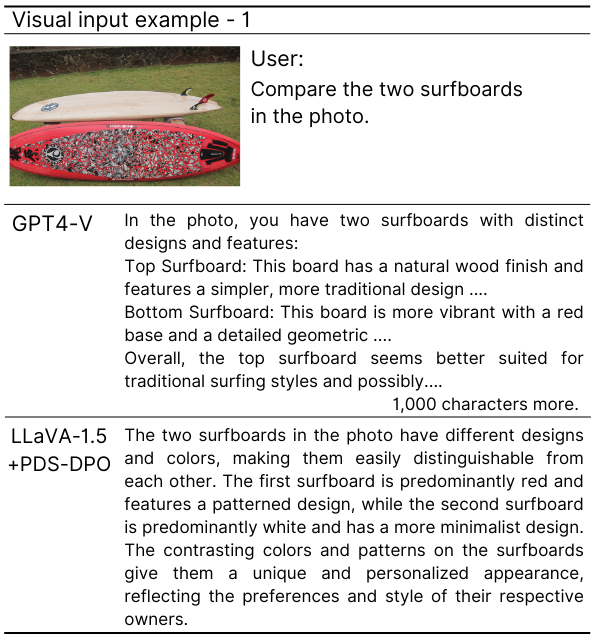 Visual input example - 1
User:
Compare the two surfboards
in the photo.
GPT4-V
In the photo, you have two surfboards with distinct
designs and features:
Top Surfboard: This board has a natural wood finish and
features a simpler, more traditional design ....
Bottom Surfboard: This board is more vibrant with a red
base and a detailed geometric ....
Overall, the top surfboard seems better suited for
traditional surfing styles and possibly....
1,000 characters more.
LLaVA-1.5
+PDS-DPO
The two surfboards in the photo have different designs
and colors, making them easily distinguishable from
each other. The first surfboard is predominantly red and
features a patterned design, while the second surfboard
is predominantly white and has a more minimalist design.
The contrasting colors and patterns on the surfboards
give them a unique and personalized appearance,
reflecting the preferences and style of their respective
owners.